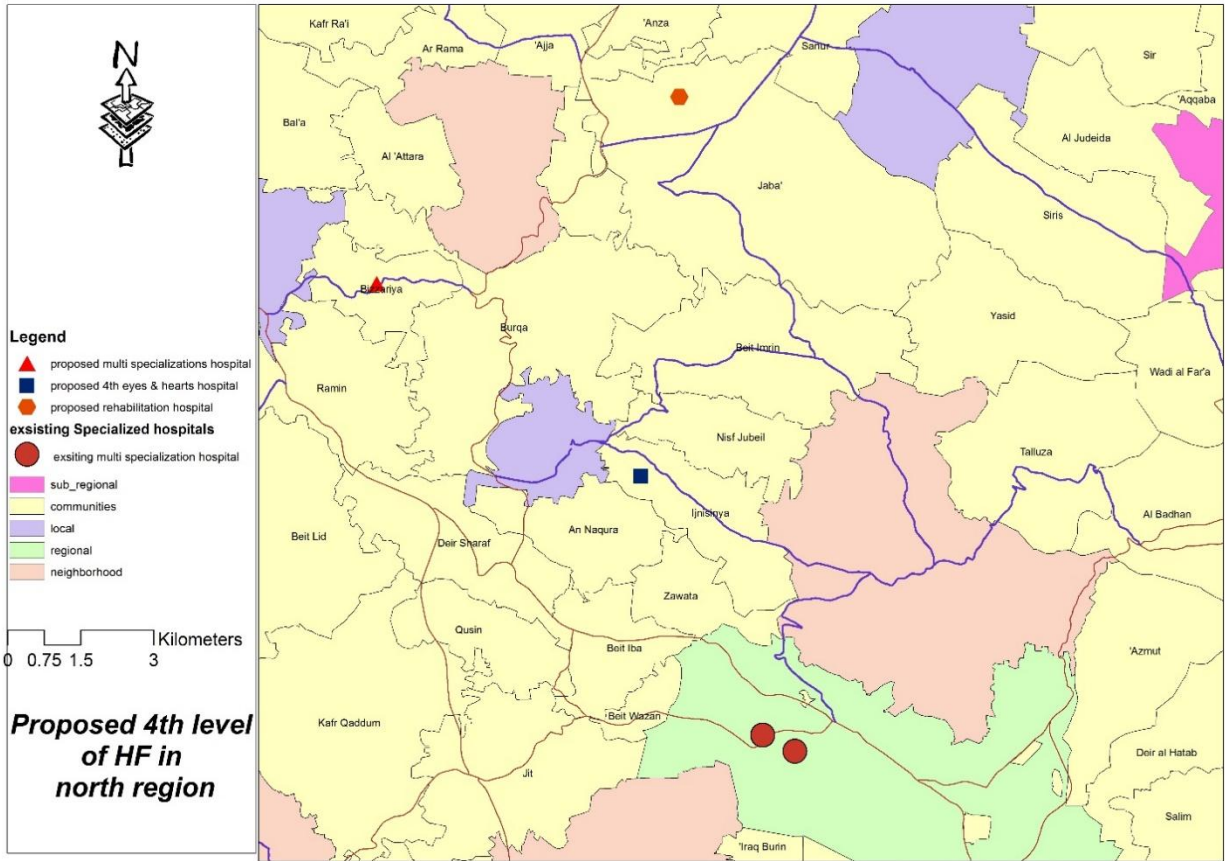 N
Legend
proposed multi specializations hospital
proposed 4th eyes & hearts hospital
proposed rehabilitation hospital
exsisting Specialized hospitals
exsiting multi specialization hospital
sub_regional
communities
local
regional
neighborhood
Kilometers
0 0.75 1.5 3
Proposed 4th level
of HF in
north region
Kafr Ra'i
'Anza
Ar Rama
'Ajja
Sanur
Sir
'Aqqaba
Bal'a
Al 'Attara
Al Judeida
Jaba'
Siris
Bizzariya
Burqa
Yasid
Beit Imrin
Wadi al Far'a
Ramin
Nisf Jubeil
Talluza
Ijnisinya
Al Badhan
An Naqura
Beit Lid
Deir Sharaf
Zawata
Qusin
Beit Iba
'Azmut
Kafr Qaddum
Beit Wazan
Deir al Hatab
Jit
Salim
'Iraq Burin